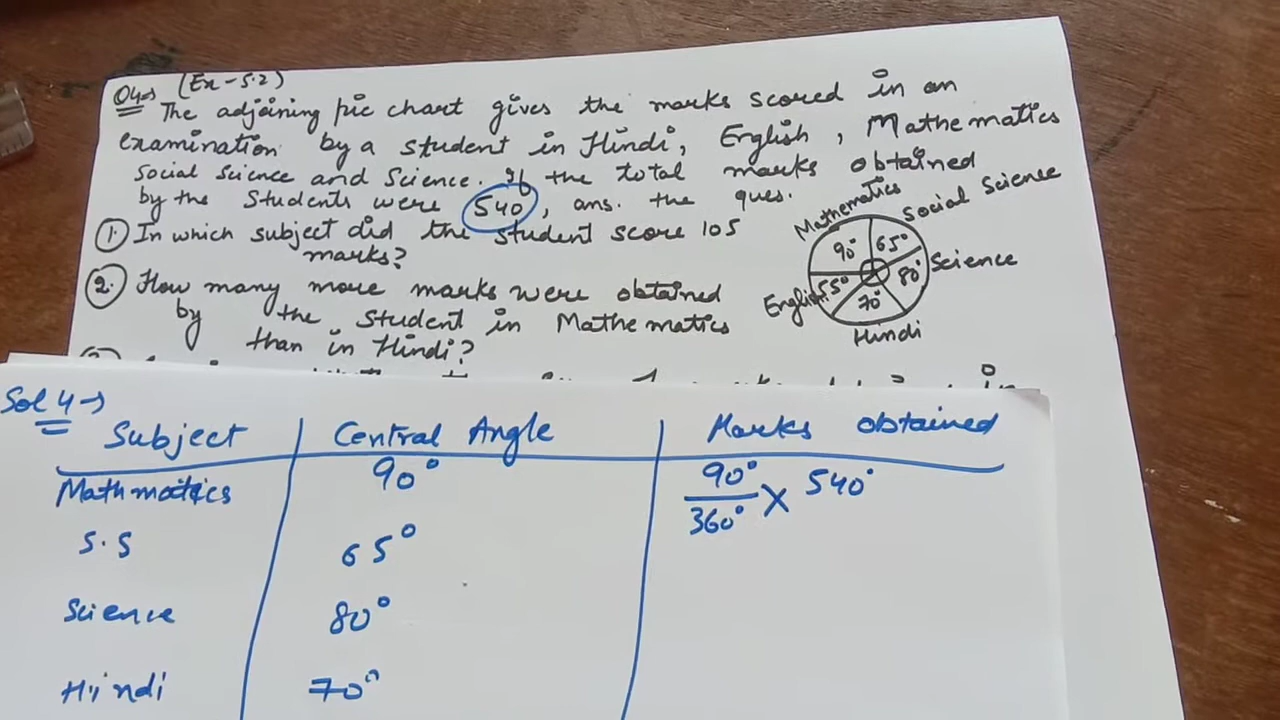 Q4→ (Ex-5.2)
The adjoining pie chart gives the marks scored in an
examination by a student in Hindi, English, Mathematics
Social Science and Science. If the total marks obtained
by the students were 540, ans. the ques.
1. In which subject did the student score 105
marks?
2. How many more marks were obtained
by the student in Mathematics
than in Hindi?
Mathematics
Social Science
90° 65°
Science
80°
English 55°
70°
Hindi
Sol 4→
Subject Central Angle Marks obtained
Mathmatics 90° 90°/360° × 540°
S.S 65°
Science 80°
Hindi 70°